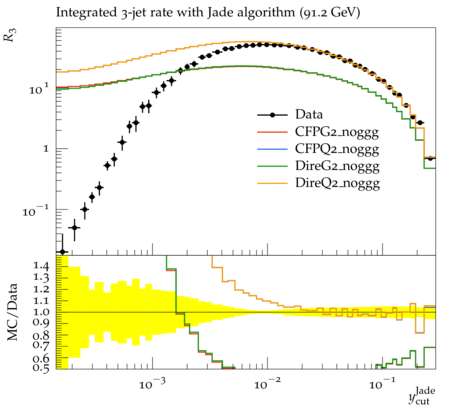 Integrated 3-jet rate with Jade algorithm (91.2 GeV)
R₃
10¹
1
10⁻¹
Data
CFPG2_noggg
CFPQ2_noggg
DireG2_noggg
DireQ2_noggg
MC/Data
1.4
1.3
1.2
1.1
1.0
0.9
0.8
0.7
0.6
0.5
10⁻³ 10⁻² 10⁻¹
y_cut^Jade